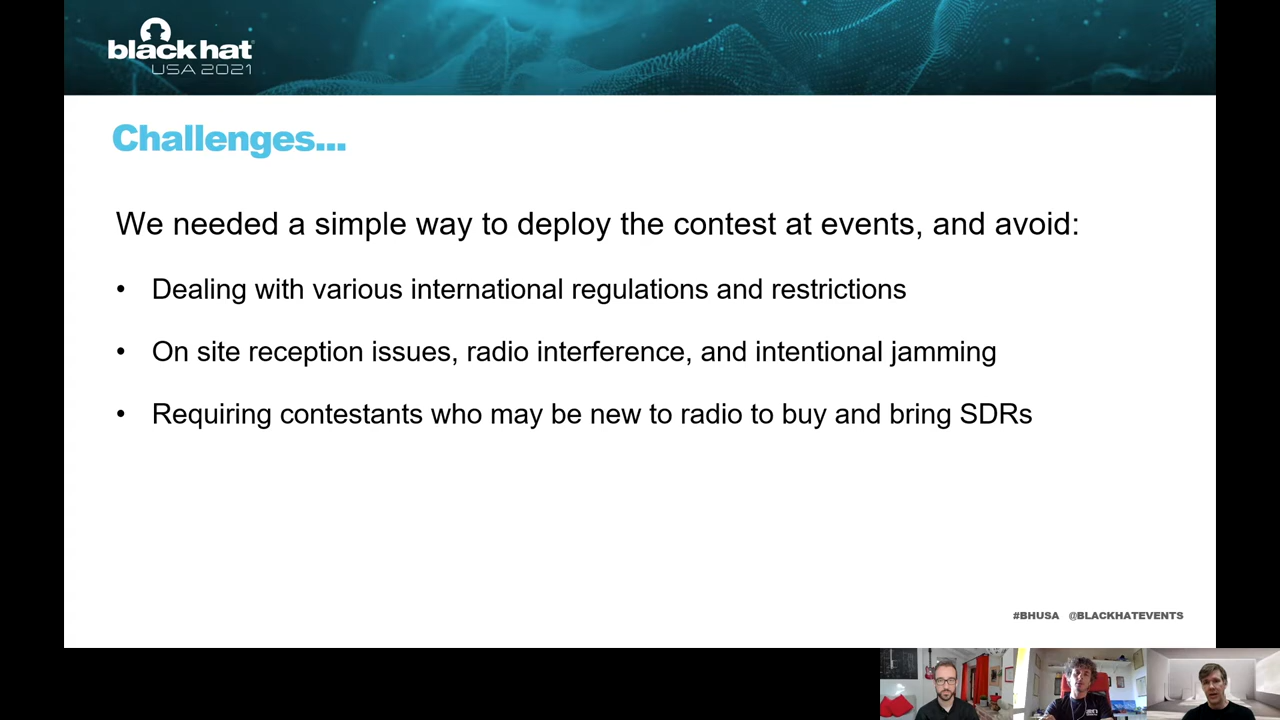 black hat
USA 2021
Challenges...
We needed a simple way to deploy the contest at events, and avoid:
• Dealing with various international regulations and restrictions
• On site reception issues, radio interference, and intentional jamming
• Requiring contestants who may be new to radio to buy and bring SDRs
#BHUSA @BLACKHATEVENTS